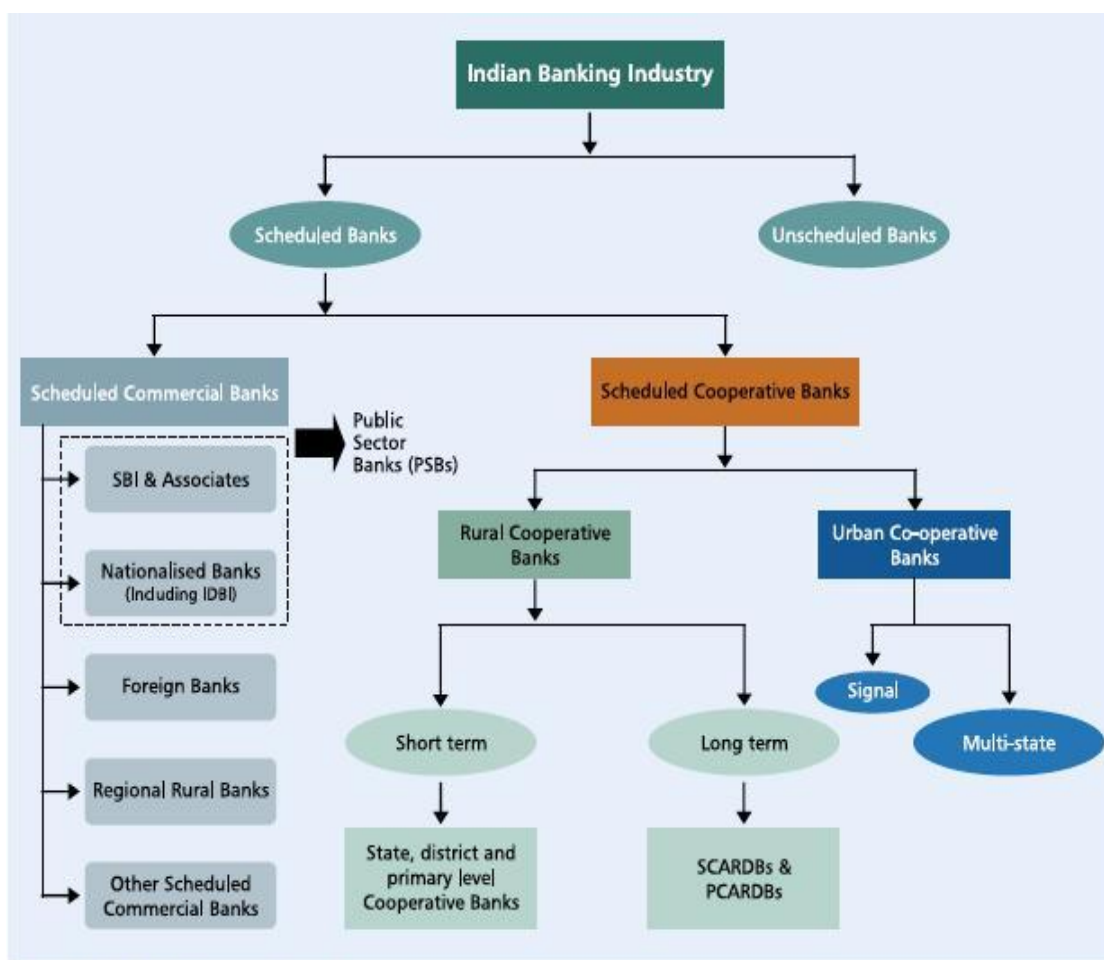 Indian Banking Industry
Scheduled Banks
Unscheduled Banks
Scheduled Commercial Banks
Public
Sector
Banks (PSBs)
SBI & Associates
Nationalised Banks
(Including IDBI)
Foreign Banks
Regional Rural Banks
Other Scheduled
Commercial Banks
Scheduled Cooperative Banks
Rural Cooperative
Banks
Short term
State, district and
primary level
Cooperative Banks
Long term
SCARDBs &
PCARDBs
Urban Co-operative
Banks
Signal
Multi-state